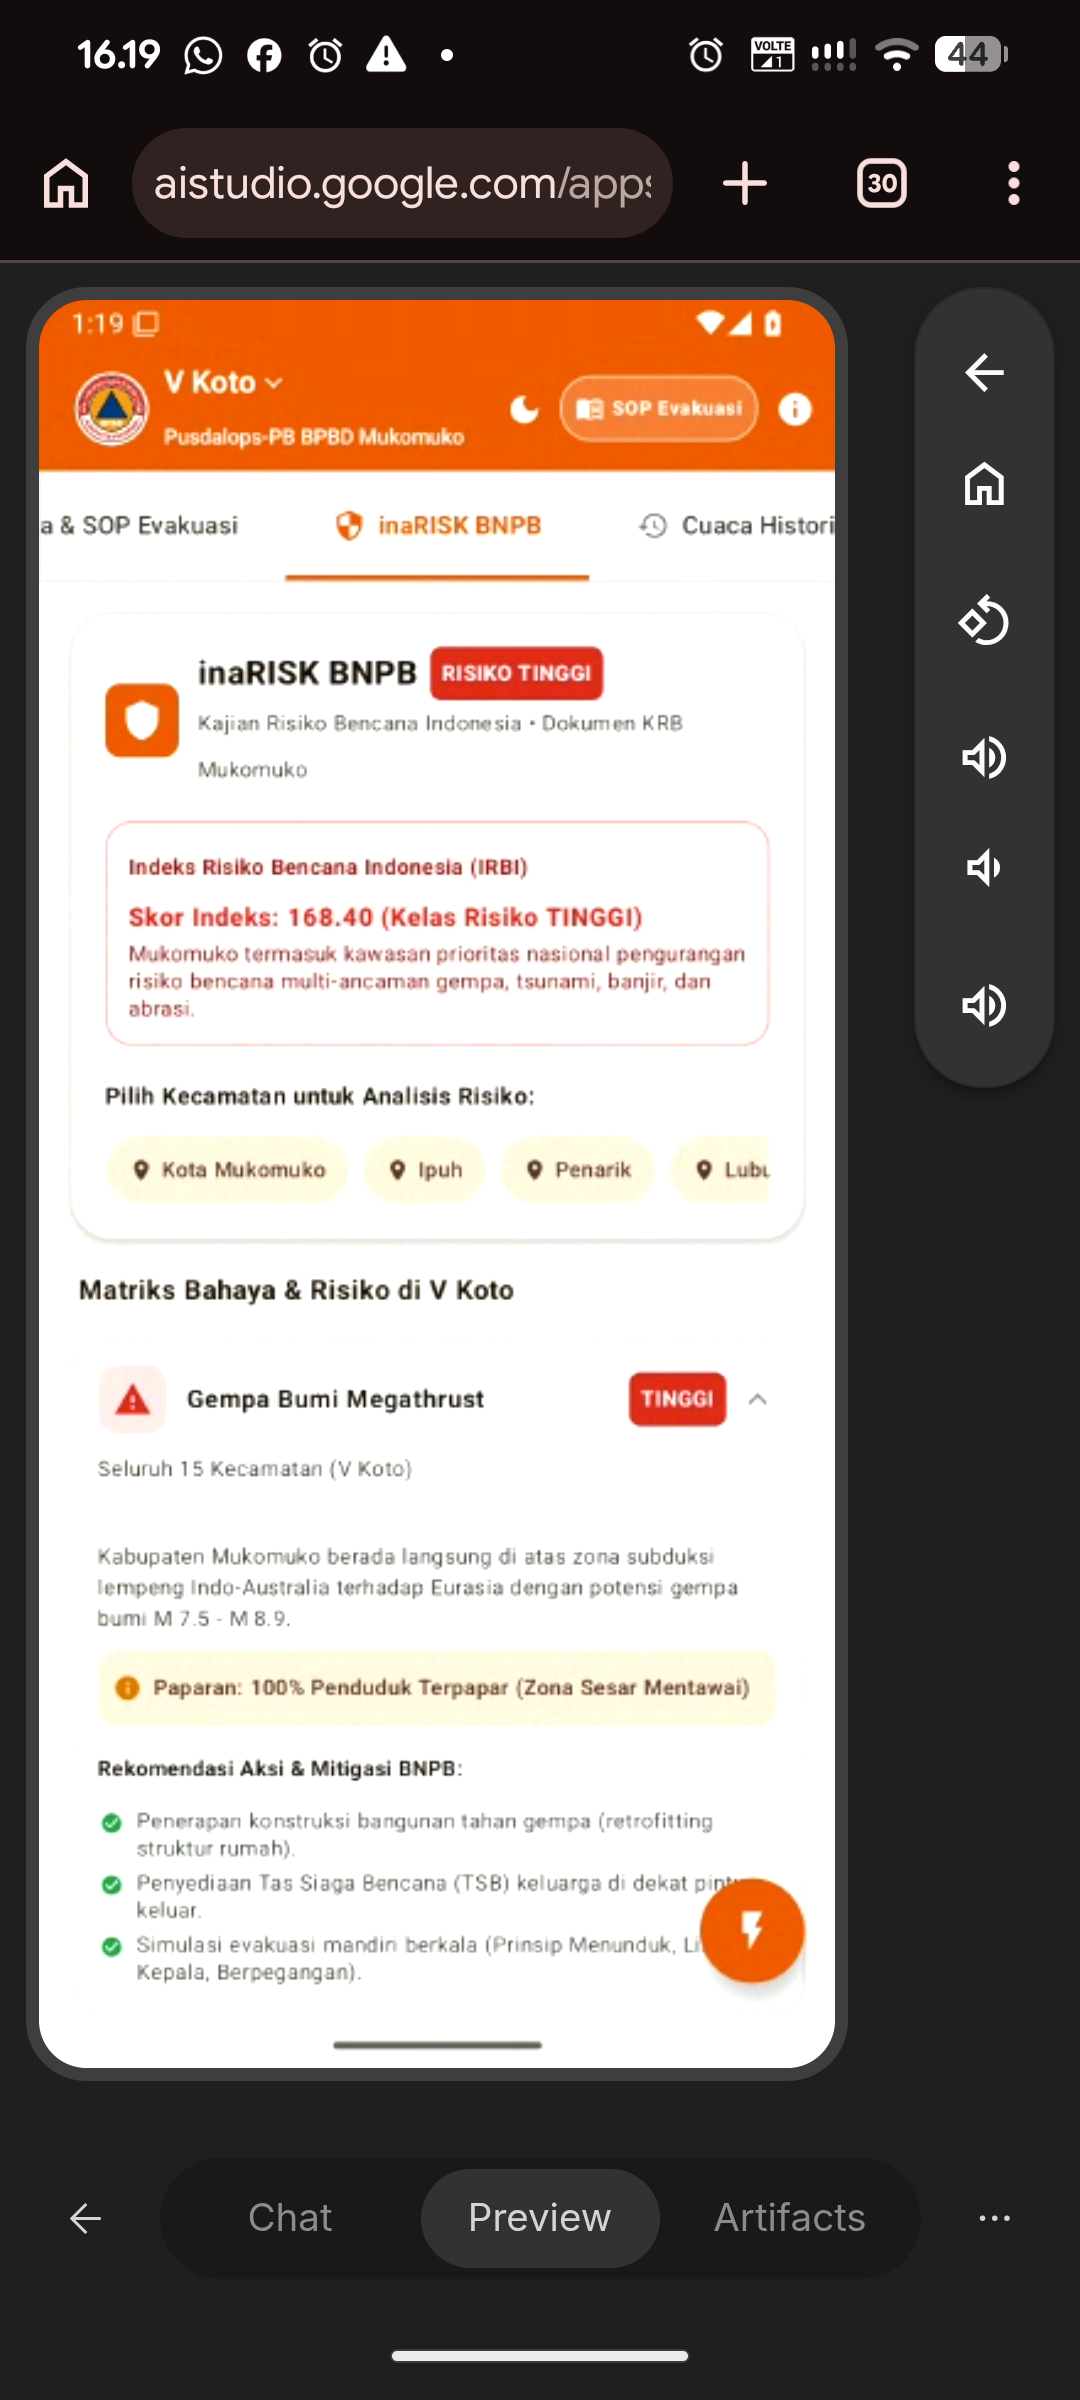 16.19
VOLTE
1
44
aistudio.google.com/apps
30
1:19
V Koto
SOP Evakuasi
Pusdalops-PB BPBD Mukomuko
a & SOP Evakuasi
inaRISK BNPB
Cuaca Histori
inaRISK BNPB
RISIKO TINGGI
Kajian Risiko Bencana Indonesia • Dokumen KRB
Mukomuko
Indeks Risiko Bencana Indonesia (IRBI)
Skor Indeks: 168.40 (Kelas Risiko TINGGI)
Mukomuko termasuk kawasan prioritas nasional pengurangan
risiko bencana multi-ancaman gempa, tsunami, banjir, dan
abrasi.
Pilih Kecamatan untuk Analisis Risiko:
Kota Mukomuko
Ipuh
Penarik
Lubu
Matriks Bahaya & Risiko di V Koto
Gempa Bumi Megathrust
TINGGI
Seluruh 15 Kecamatan (V Koto)
Kabupaten Mukomuko berada langsung di atas zona subduksi
lempeng Indo-Australia terhadap Eurasia dengan potensi gempa
bumi M 7.5 - M 8.9.
Paparan: 100% Penduduk Terpapar (Zona Sesar Mentawai)
Rekomendasi Aksi & Mitigasi BNPB:
Penerapan konstruksi bangunan tahan gempa (retrofitting
struktur rumah).
Penyediaan Tas Siaga Bencana (TSB) keluarga di dekat pintu
keluar.
Simulasi evakuasi mandiri berkala (Prinsip Menunduk, Li
Kepala, Berpegangan).
Chat
Preview
Artifacts